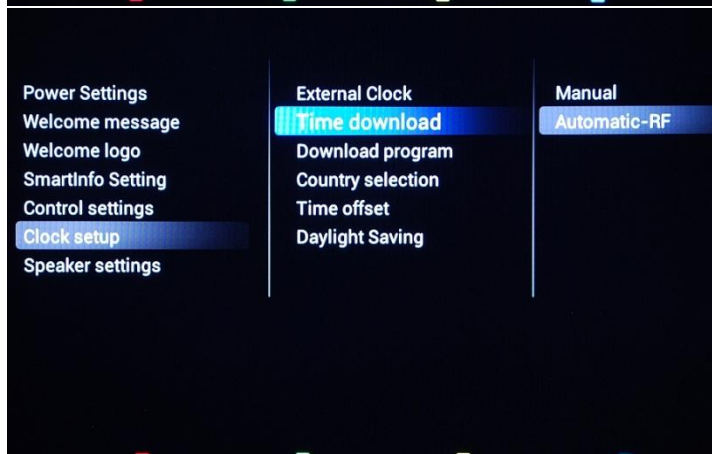 Power Settings
Welcome message
Welcome logo
SmartInfo Setting
Control settings
Clock setup
Speaker settings
External Clock
Time download
Download program
Country selection
Time offset
Daylight Saving
Manual
Automatic-RF